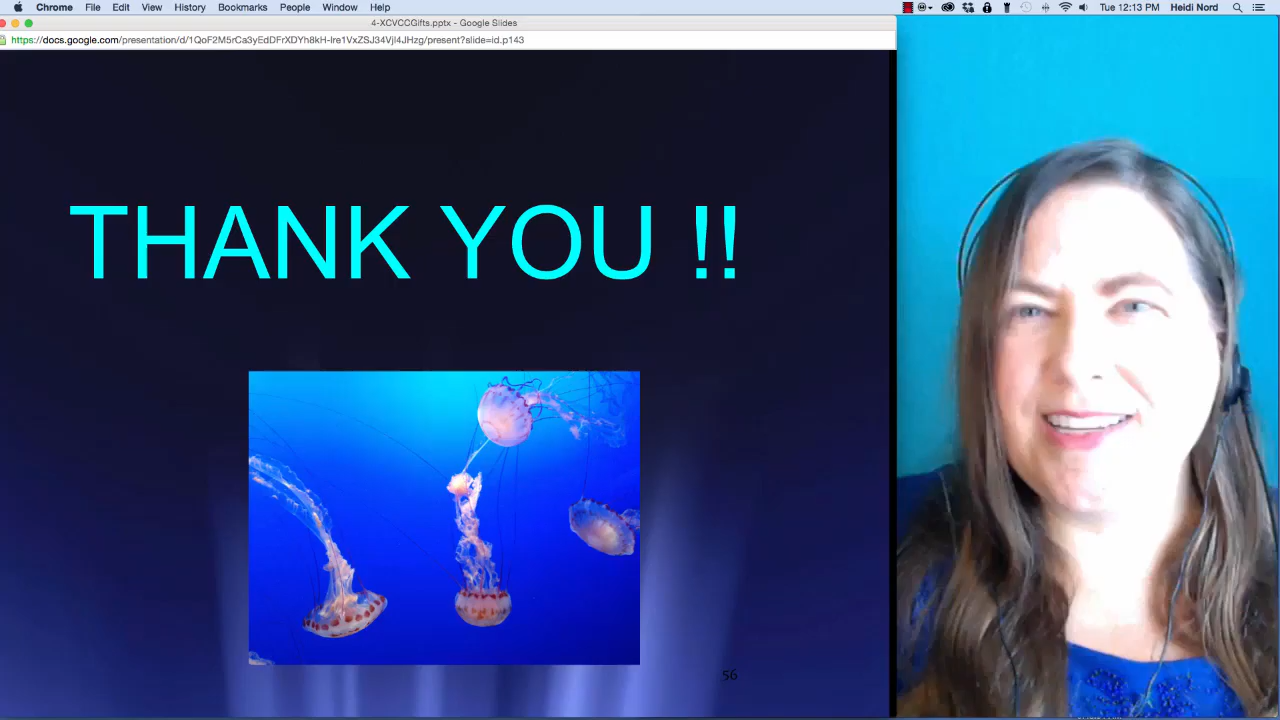 Chrome File Edit View History Bookmarks People Window Help Tue 12:13 PM Heidi Nord
4-XCVCCGifts.pptx - Google Slides
https://docs.google.com/presentation/d/1QoF2M5rCa3yEdDFrXDYh8kH-Ire1VxZSJ34Vjl4JHzg/present?slide=id.p143
THANK YOU !!
56